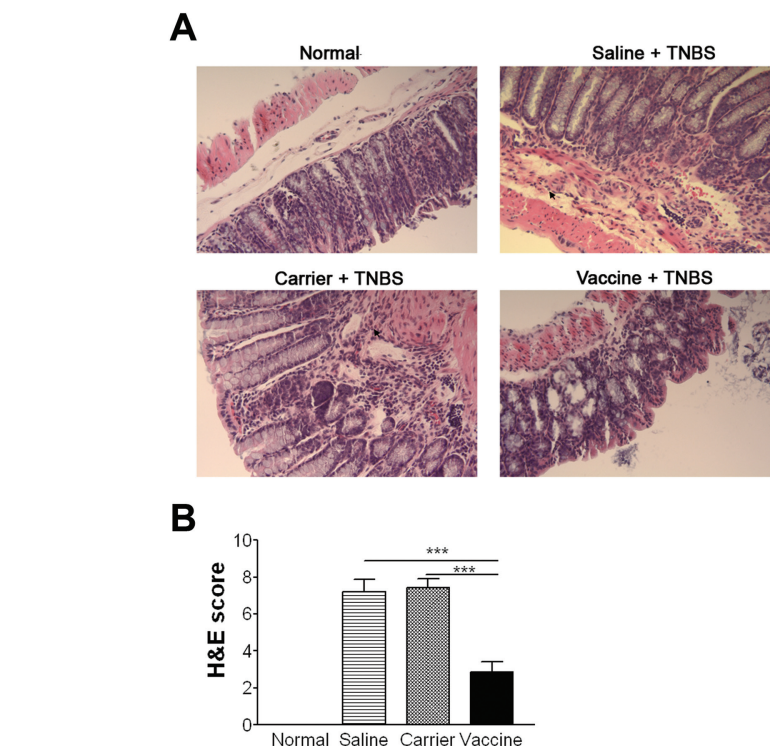 A
Normal
Saline + TNBS
Carrier + TNBS
Vaccine + TNBS
B
H&E score
10
8
6
4
2
0
***
***
Normal Saline Carrier Vaccine